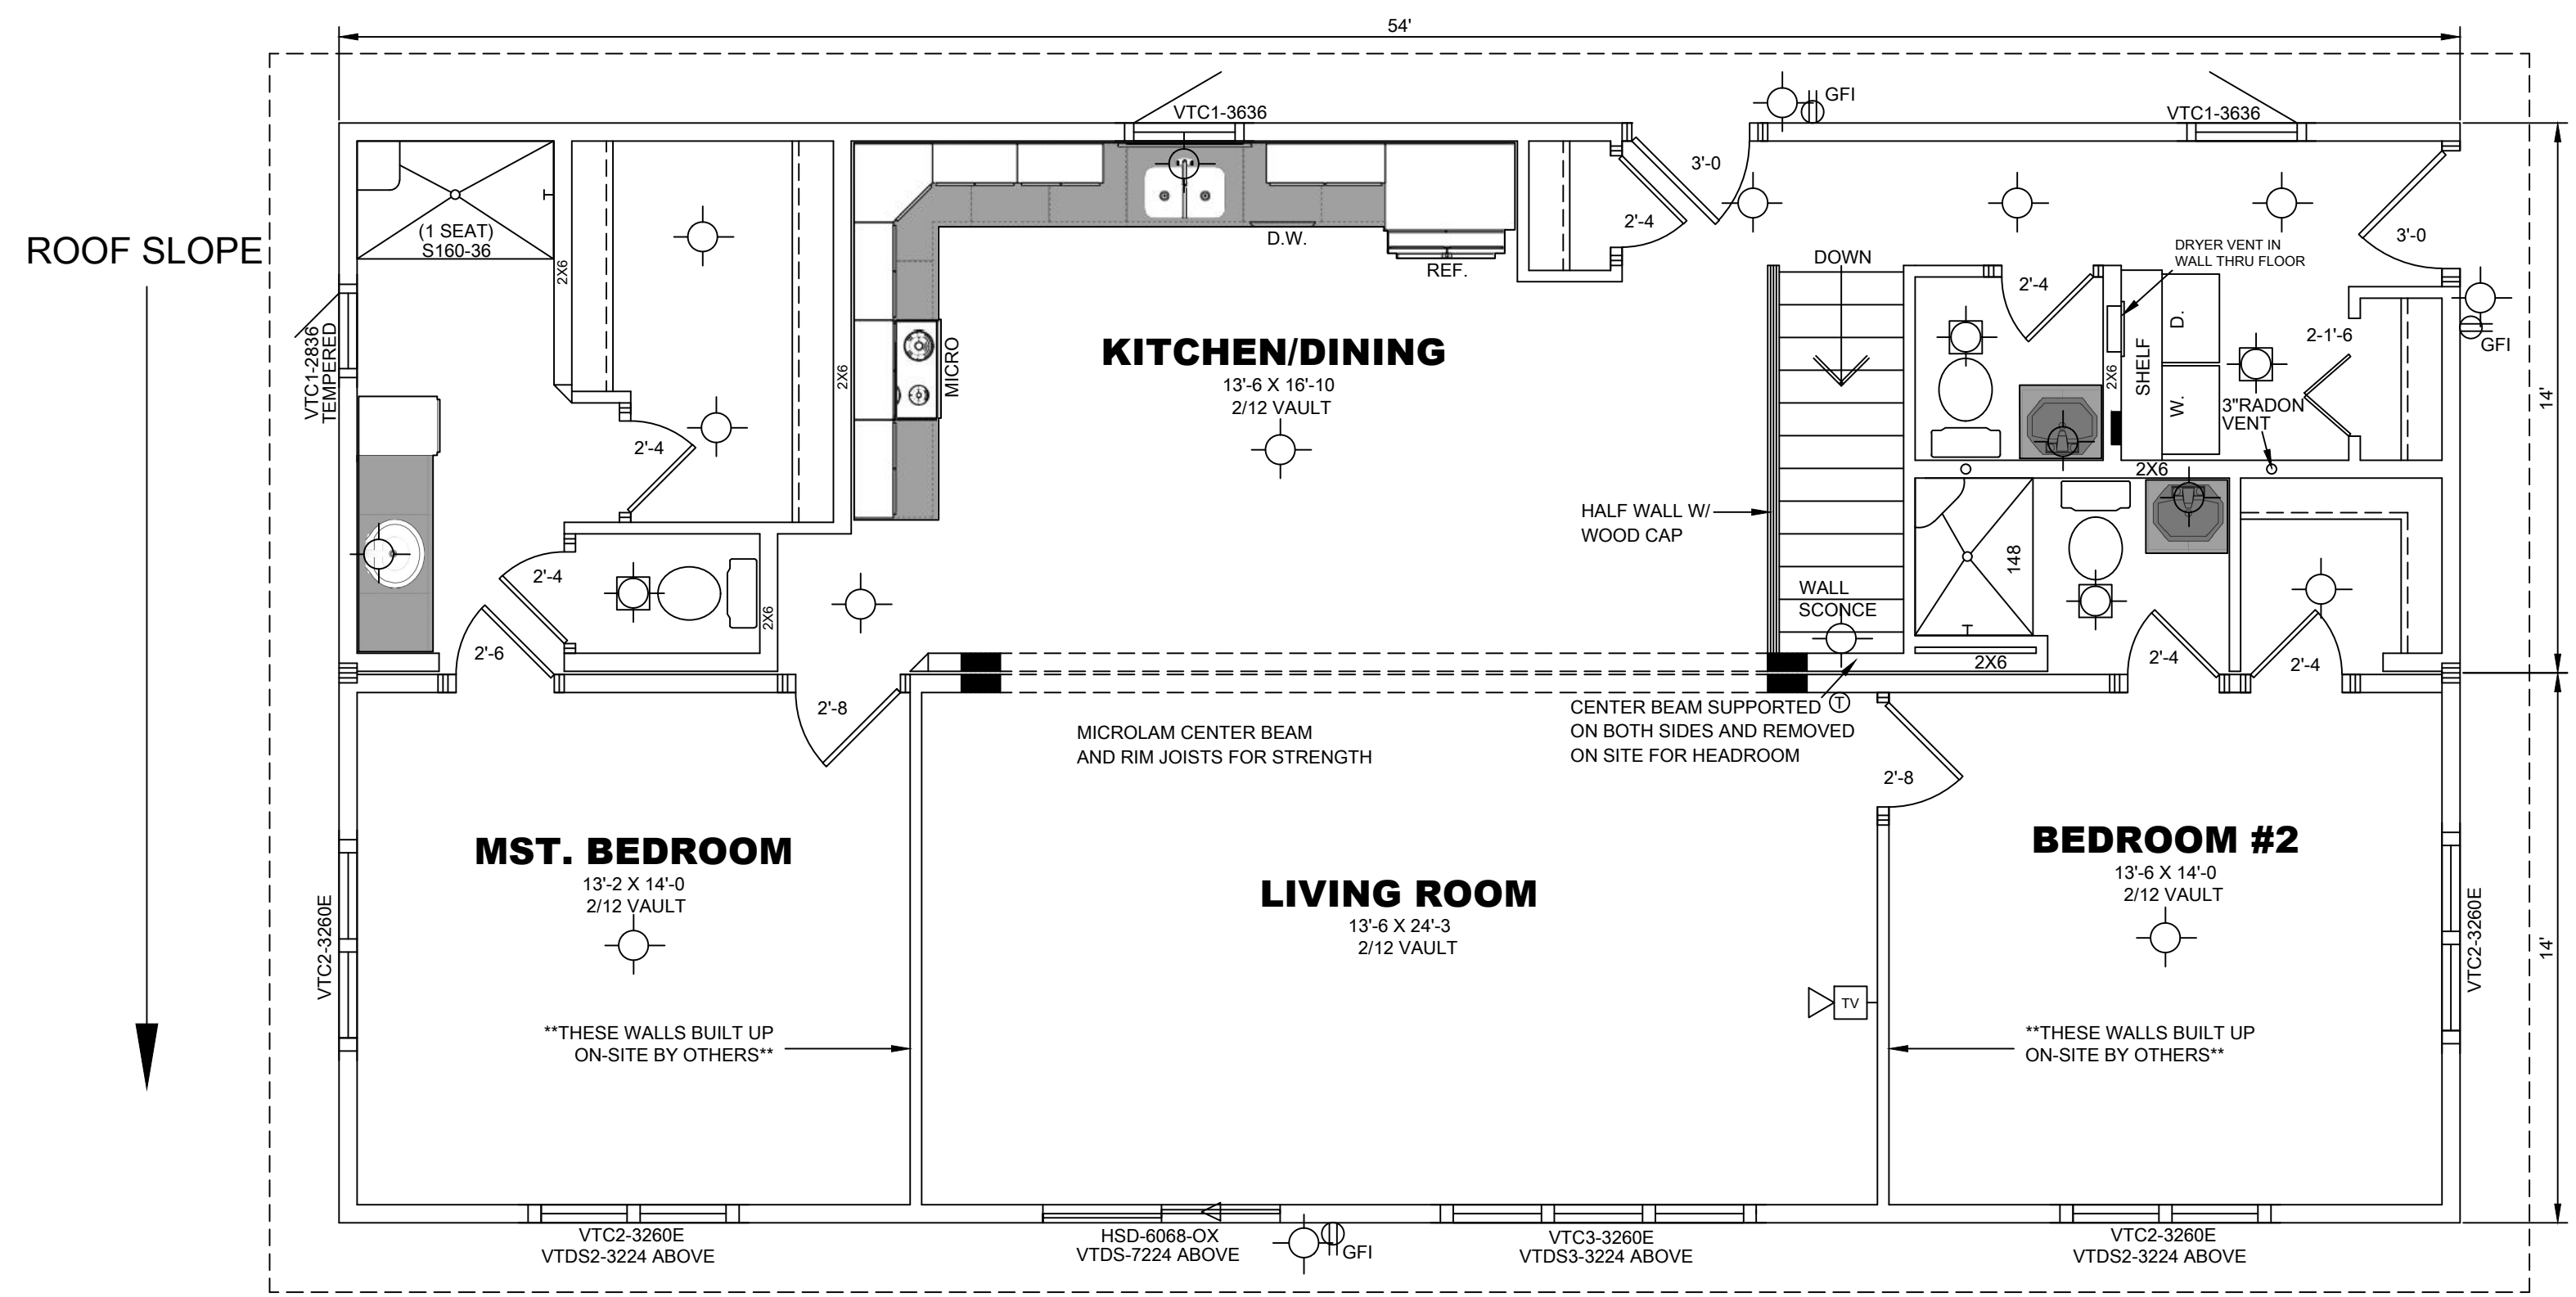 54'
GFI
VTC1-3636
VTC1-3636
3'-0
2'-4
3'-0
ROOF SLOPE
(1 SEAT)
S160-36
2X6
D.W.
REF.
DOWN
DRYER VENT IN
WALL THRU FLOOR
2'-4
GFI
VTC1-2836
TEMPERED
2X6
MICRO
KITCHEN/DINING
13'-6 X 16'-10
2/12 VAULT
2X6
SHELF
D.
W.
2-1'-6
3"RADON
VENT
14'
2'-4
2X6
HALF WALL W/
WOOD CAP
148
2'-4
2X6
WALL
SCONCE
2'-6
2X6
2'-4
2'-4
2'-8
MICROLAM CENTER BEAM
AND RIM JOISTS FOR STRENGTH
CENTER BEAM SUPPORTED
ON BOTH SIDES AND REMOVED
ON SITE FOR HEADROOM
T
2'-8
MST. BEDROOM
13'-2 X 14'-0
2/12 VAULT
LIVING ROOM
13'-6 X 24'-3
2/12 VAULT
BEDROOM #2
13'-6 X 14'-0
2/12 VAULT
VTC2-3260E
VTC2-3260E
14'
TV
**THESE WALLS BUILT UP
ON-SITE BY OTHERS**
**THESE WALLS BUILT UP
ON-SITE BY OTHERS**
VTC2-3260E
VTDS2-3224 ABOVE
HSD-6068-OX
VTDS-7224 ABOVE
GFI
VTC3-3260E
VTDS3-3224 ABOVE
VTC2-3260E
VTDS2-3224 ABOVE